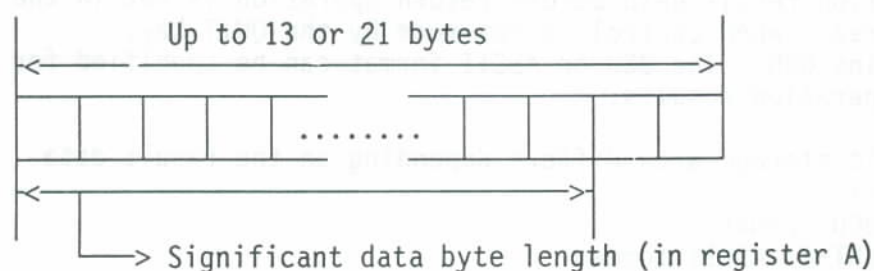 Up to 13 or 21 bytes
........
Significant data byte length (in register A)